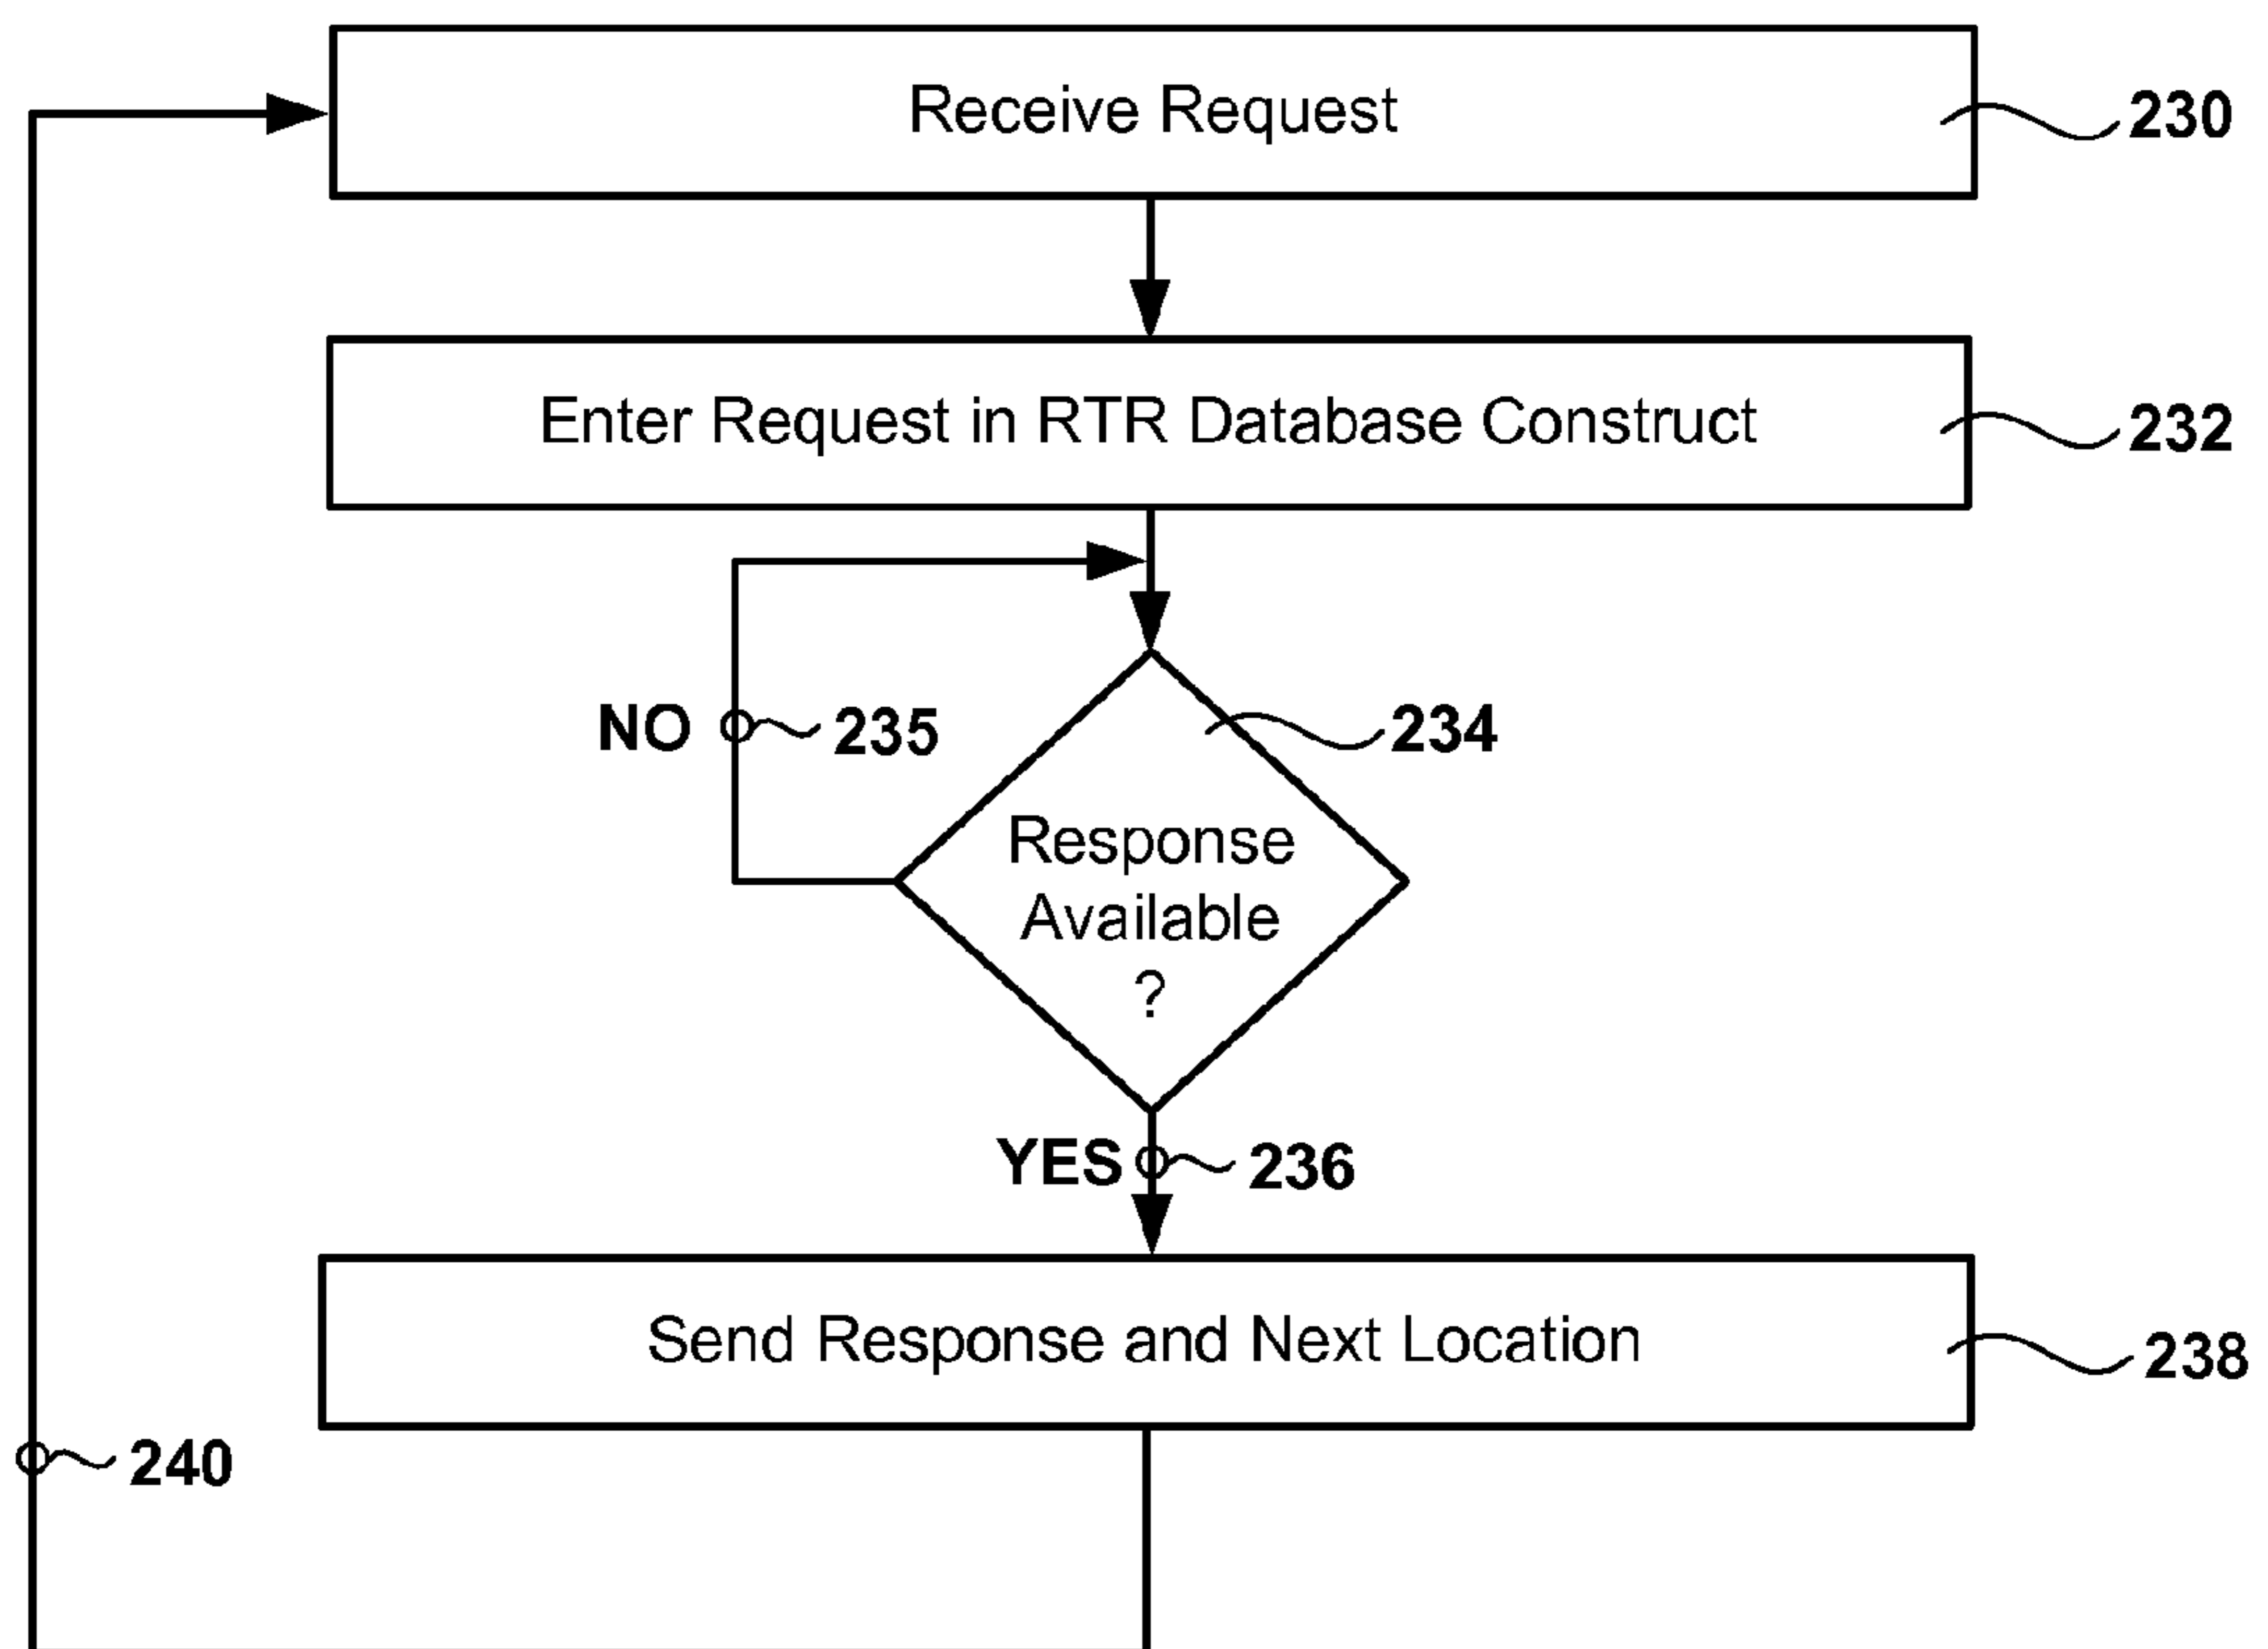 Receive Request
230
Enter Request in RTR Database Construct
232
NO
235
234
Response
Available
?
YES
236
Send Response and Next Location
238
240